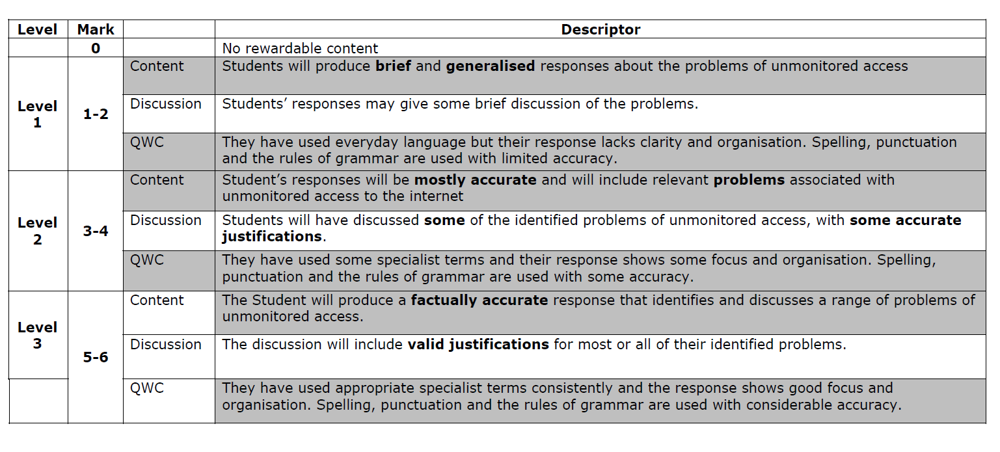 Level Mark Descriptor
0 No rewardable content
Level
1
1-2
Content Students will produce brief and generalised responses about the problems of unmonitored access
Discussion Students’ responses may give some brief discussion of the problems.
QWC They have used everyday language but their response lacks clarity and organisation. Spelling, punctuation
and the rules of grammar are used with limited accuracy.
Level
2
3-4
Content Student’s responses will be mostly accurate and will include relevant problems associated with
unmonitored access to the internet
Discussion Students will have discussed some of the identified problems of unmonitored access, with some accurate
justifications.
QWC They have used some specialist terms and their response shows some focus and organisation. Spelling,
punctuation and the rules of grammar are used with some accuracy.
Level
3
5-6
Content The Student will produce a factually accurate response that identifies and discusses a range of problems of
unmonitored access.
Discussion The discussion will include valid justifications for most or all of their identified problems.
QWC They have used appropriate specialist terms consistently and the response shows good focus and
organisation. Spelling, punctuation and the rules of grammar are used with considerable accuracy.